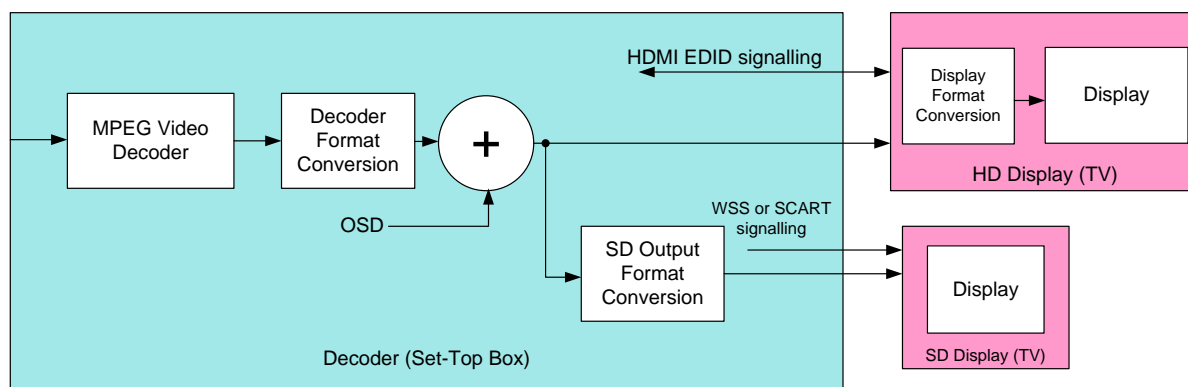 HDMI EDID signalling
MPEG Video
Decoder
Decoder
Format
Conversion
+
OSD
Display
Format
Conversion
Display
HD Display (TV)
WSS or SCART
signalling
SD Output
Format
Conversion
Display
SD Display (TV)
Decoder (Set-Top Box)